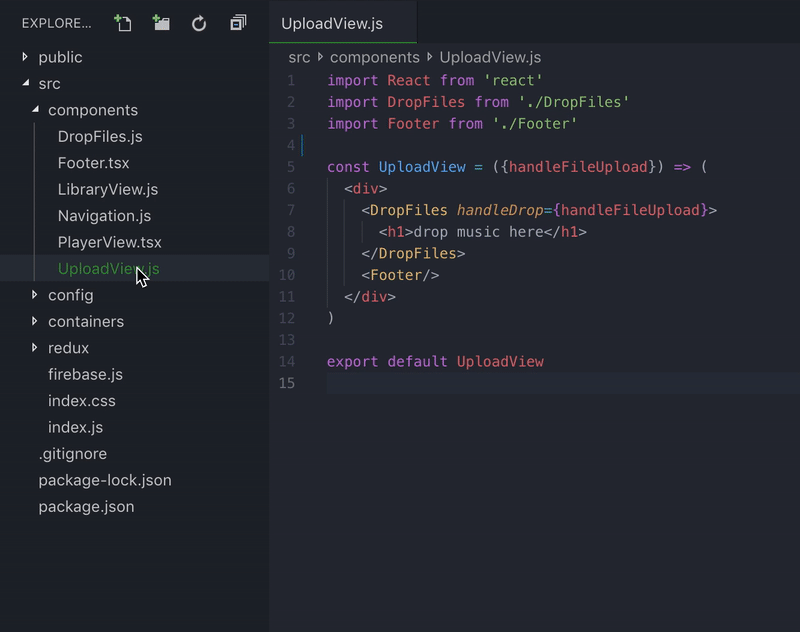 EXPLORE...
public
src
components
DropFiles.js
Footer.tsx
LibraryView.js
Navigation.js
PlayerView.tsx
UploadView.js
config
containers
redux
firebase.js
index.css
index.js
.gitignore
package-lock.json
package.json
UploadView.js
src components UploadView.js
1 import React from 'react'
2 import DropFiles from './DropFiles'
3 import Footer from './Footer'
4
5 const UploadView = ({handleFileUpload}) => (
6   <div>
7     <DropFiles handleDrop={handleFileUpload}>
8       <h1>drop music here</h1>
9     </DropFiles>
10     <Footer/>
11   </div>
12 )
13
14 export default UploadView
15